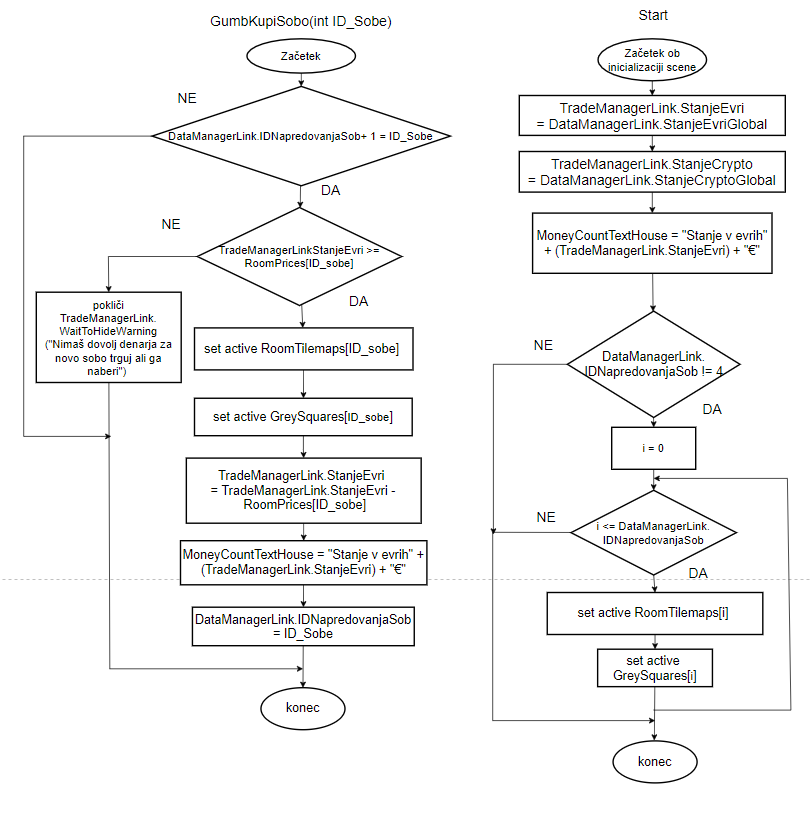 GumbKupiSobo(int ID_Sobe)
Začetek
NE
DataManagerLink.IDNapredovanjaSob+ 1 = ID_Sobe
DA
NE
TradeManagerLinkStanjeEvri >=
RoomPrices[ID_sobe]
DA
pokliči
TradeManagerLink.
WaitToHideWarning
("Nimaš dovolj denarja za
novo sobo trguj ali ga
naberi")
set active RoomTilemaps[ID_sobe]
set active GreySquares[ID_sobe]
TradeManagerLink.StanjeEvri
= TradeManagerLink.StanjeEvri -
RoomPrices[ID_sobe]
MoneyCountTextHouse = "Stanje v evrih" +
(TradeManagerLink.StanjeEvri) + "€"
DataManagerLink.IDNapredovanjaSob
= ID_Sobe
konec
Start
Začetek ob
inicializaciji scene
TradeManagerLink.StanjeEvri
= DataManagerLink.StanjeEvriGlobal
TradeManagerLink.StanjeCrypto
= DataManagerLink.StanjeCryptoGlobal
MoneyCountTextHouse = "Stanje v evrih"
+ (TradeManagerLink.StanjeEvri) + "€"
NE
DataManagerLink.
IDNapredovanjaSob != 4
DA
i = 0
NE
i <= DataManagerLink.
IDNapredovanjaSob
DA
set active RoomTilemaps[i]
set active
GreySquares[i]
konec